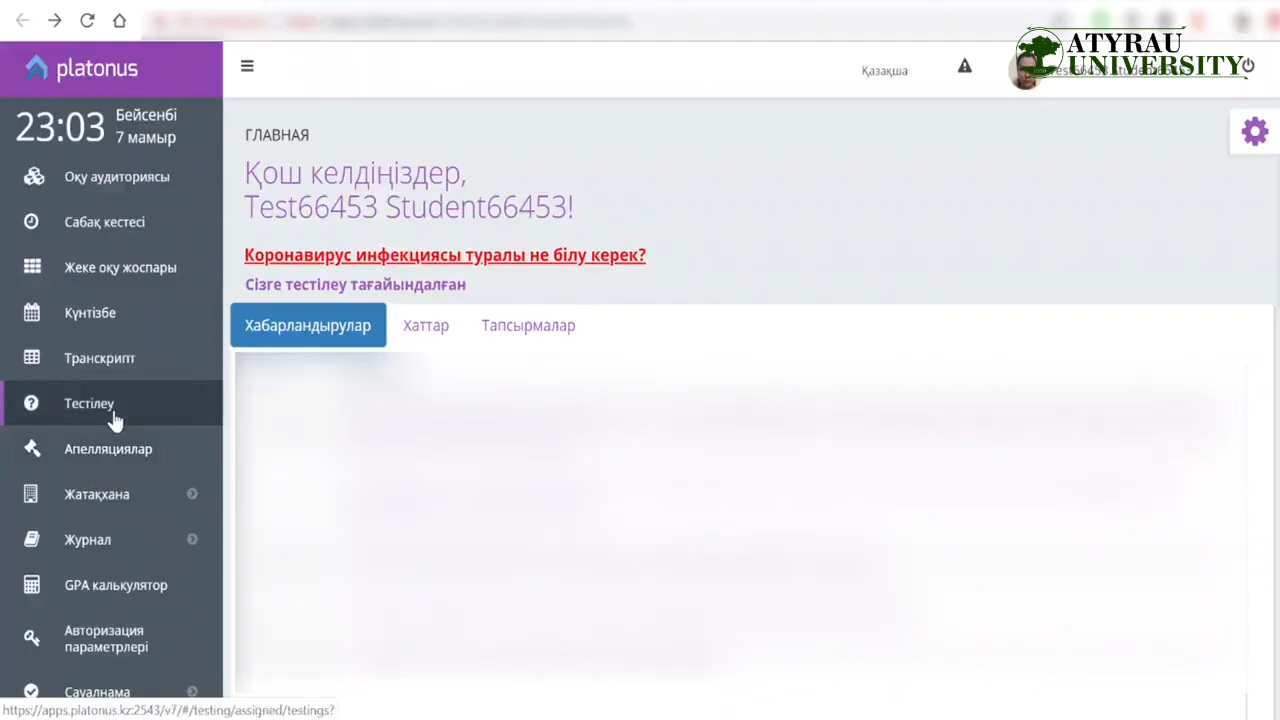 platonus
23:03
Бейсенбі
7 мамыр
Оқу аудиториясы
Сабақ кестесі
Жеке оқу жоспары
Күнтізбе
Транскрипт
Тестілеу
Апелляциялар
Жатақхана
Журнал
GPA калькулятор
Авторизация
параметрлері
Сауалнама
https://apps.platonus.kz:2543/v7/#/testing/assigned/testings?
Қазақша
ATYRAU
UNIVERSITY
ГЛАВНАЯ
Қош келдіңіздер,
Test66453 Student66453!
Коронавирус инфекциясы туралы не білу керек?
Сізге тестілеу тағайындалған
Хабарландырулар
Хаттар
Тапсырмалар